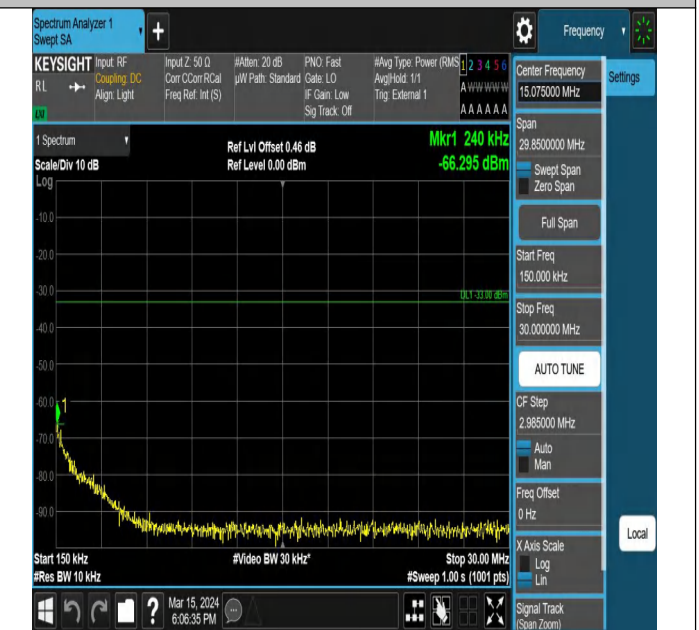 Spectrum Analyzer 1
Swept SA
+
Frequency
KEYSIGHT
RL
LXI
Input: RF
Coupling: DC
Align: Light
Input Z: 50 Ω
Corr CCorr RCal
Freq Ref: Int (S)
#Atten: 20 dB
µW Path: Standard
PNO: Fast
Gate: LO
IF Gain: Low
Sig Track: Off
#Avg Type: Power (RMS
Avg|Hold: 1/1
Trig: External 1
1 2 3 4 5 6
A W W W W W
A A A A A A
1 Spectrum
Scale/Div 10 dB
Log
Ref Lvl Offset 0.46 dB
Ref Level 0.00 dBm
Mkr1 240 kHz
-66.295 dBm
-10.0
-20.0
-30.0
DL1 -33.00 dBm
-40.0
-50.0
-60.0
1
-70.0
-80.0
-90.0
Start 150 kHz
#Res BW 10 kHz
#Video BW 30 kHz*
Stop 30.00 MHz
#Sweep 1.00 s (1001 pts)
Center Frequency
15.075000 MHz
Settings
Span
29.8500000 MHz
Swept Span
Zero Span
Full Span
Start Freq
150.000 kHz
Stop Freq
30.000000 MHz
AUTO TUNE
CF Step
2.985000 MHz
Auto
Man
Freq Offset
0 Hz
X Axis Scale
Log
Lin
Local
Signal Track
(Span Zoom)
?
Mar 15, 2024
6:06:35 PM